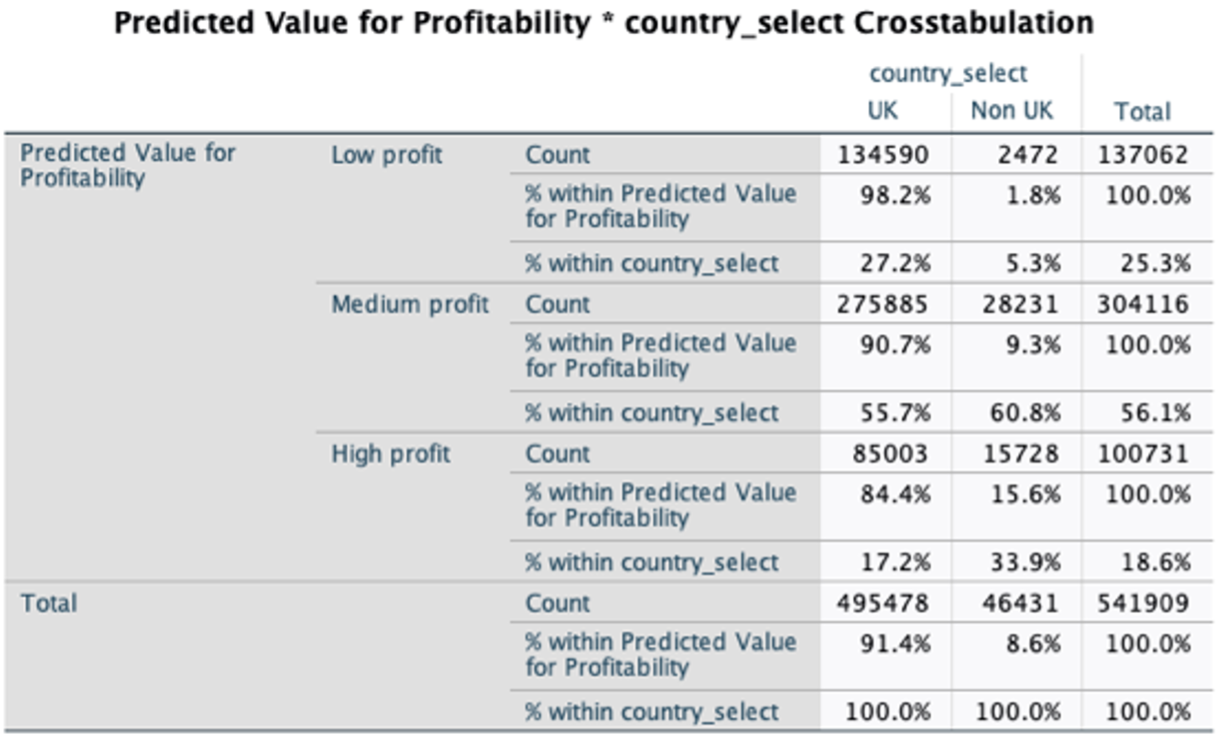 Predicted Value for Profitability * country_select Crosstabulation
country_select
UK Non UK Total
Predicted Value for Profitability Low profit Count 134590 2472 137062
% within Predicted Value for Profitability 98.2% 1.8% 100.0%
% within country_select 27.2% 5.3% 25.3%
Medium profit Count 275885 28231 304116
% within Predicted Value for Profitability 90.7% 9.3% 100.0%
% within country_select 55.7% 60.8% 56.1%
High profit Count 85003 15728 100731
% within Predicted Value for Profitability 84.4% 15.6% 100.0%
% within country_select 17.2% 33.9% 18.6%
Total Count 495478 46431 541909
% within Predicted Value for Profitability 91.4% 8.6% 100.0%
% within country_select 100.0% 100.0% 100.0%